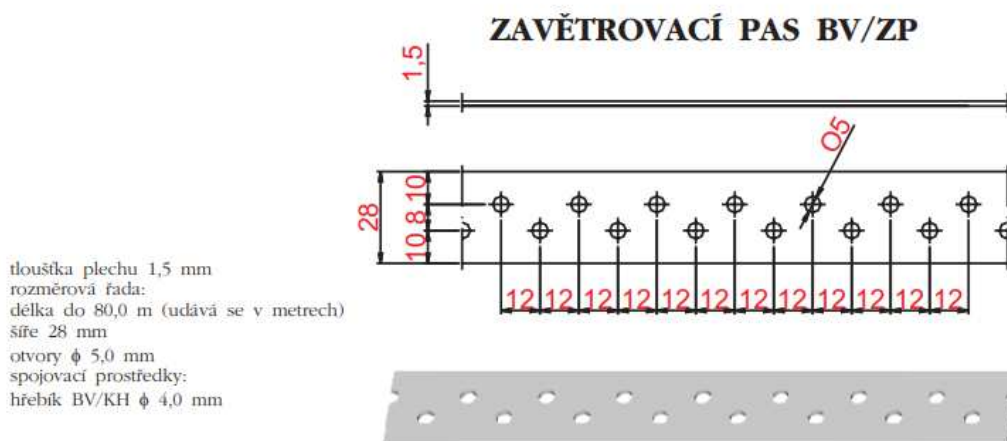 ZAVĚTROVACÍ PAS BV/ZP
1,5
O5
28
10
8
10
12 12 12 12 12 12 12 12 12 12 12 12
tloušťka plechu 1,5 mm
rozměrová řada:
délka do 80,0 m (udává se v metrech)
šíře 28 mm
otvory ϕ 5,0 mm
spojovací prostředky:
hřebík BV/KH ϕ 4,0 mm